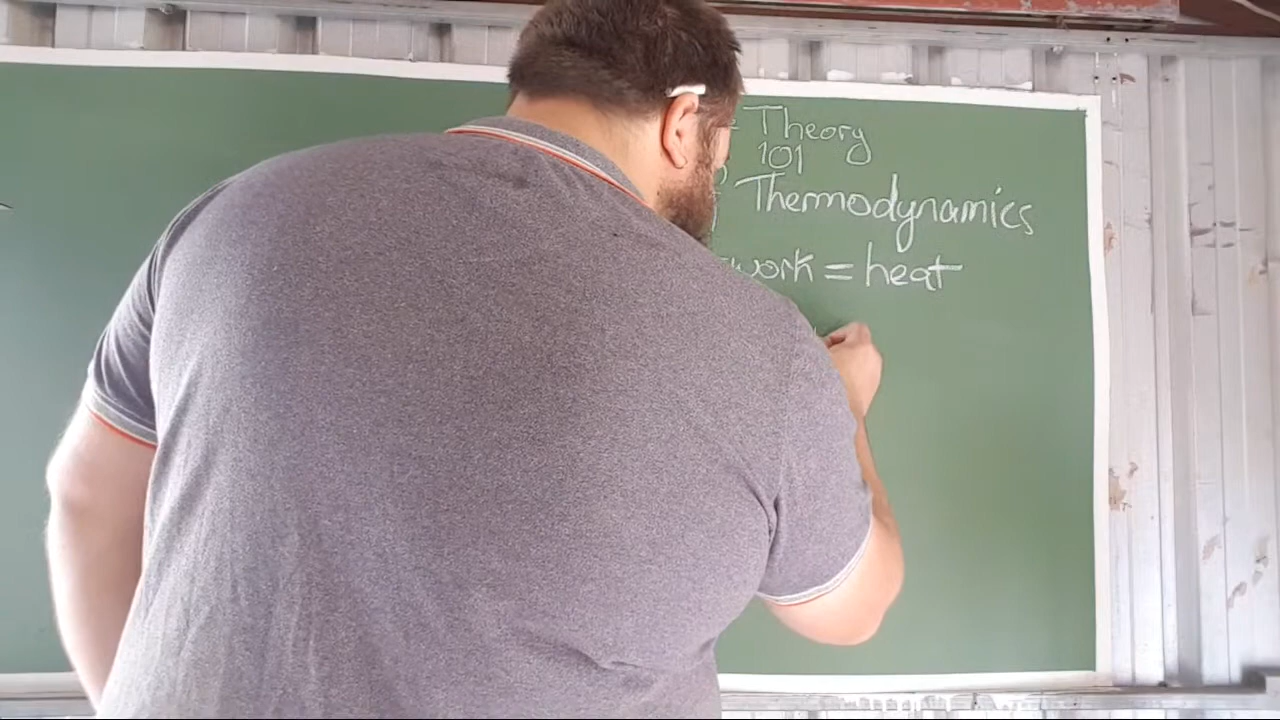 Theory
101
Thermodynamics
work = heat